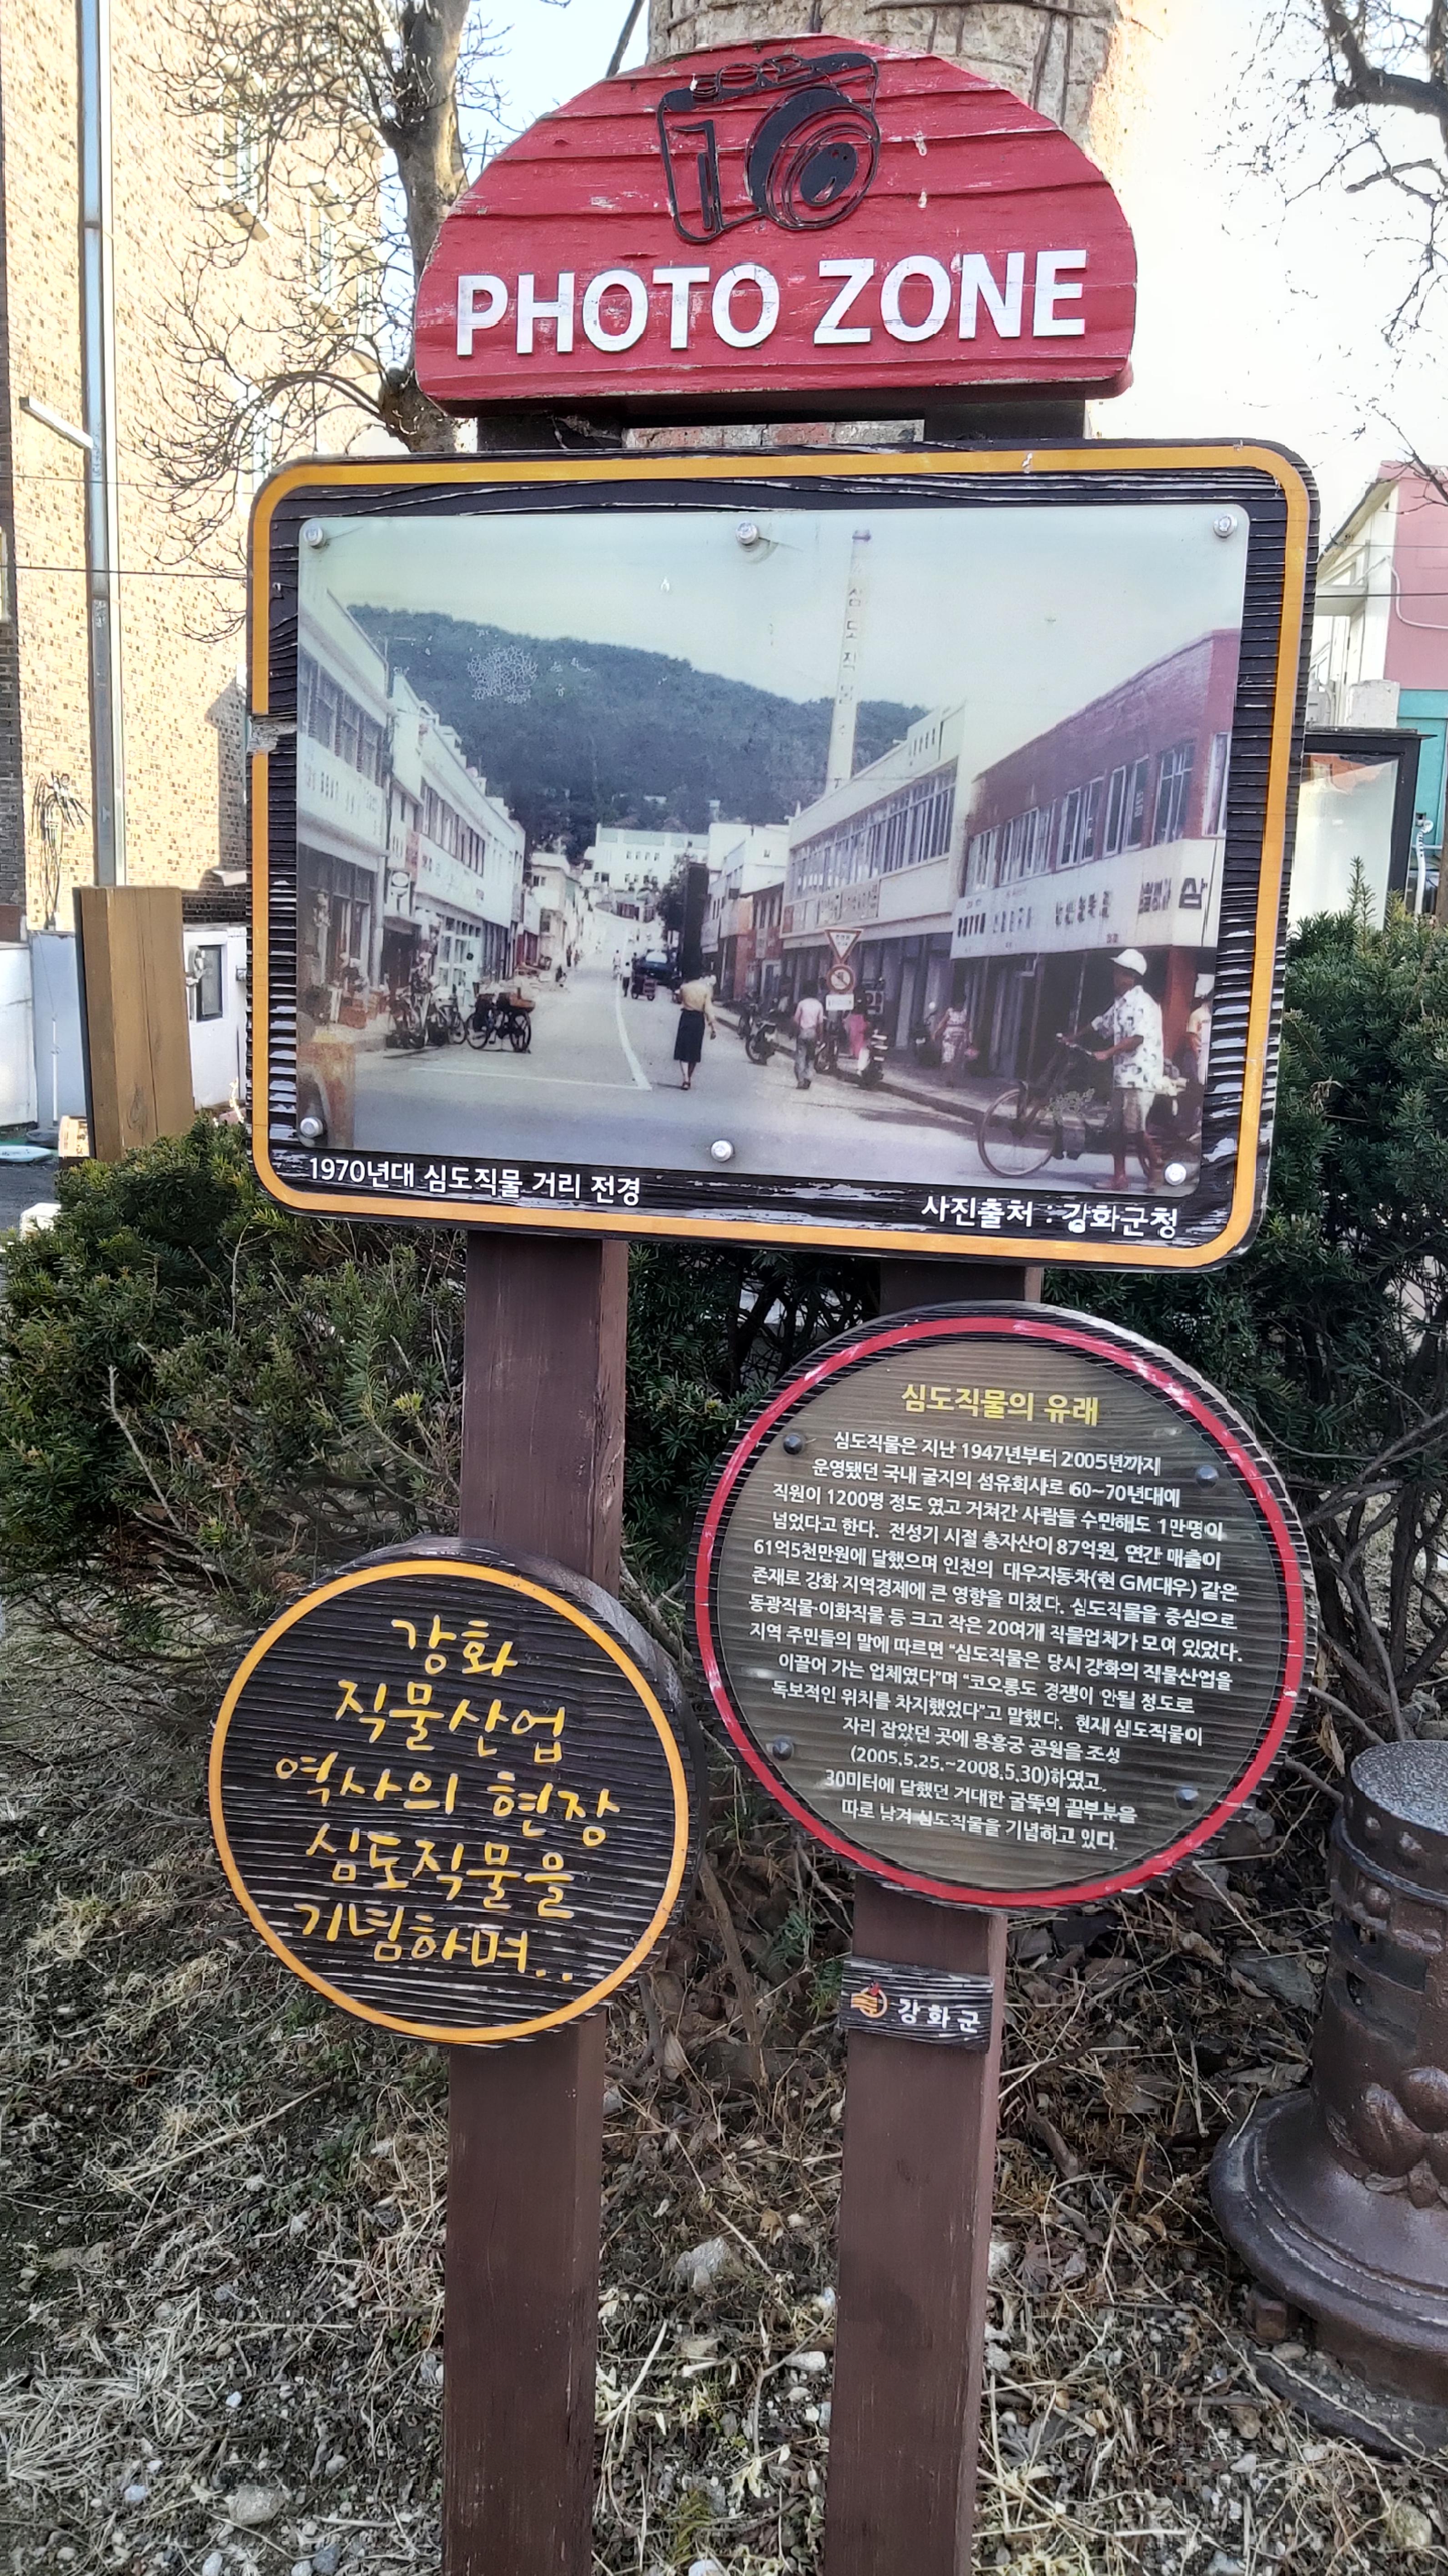 PHOTO ZONE
심도직물
1970년대 심도직물 거리 전경
사진출처 : 강화군청
심도직물의 유래
심도직물은 지난 1947년부터 2005년까지
운영됐던 국내 굴지의 섬유회사로 60~70년대에
직원이 1200명 정도 였고 거쳐간 사람들 수만해도 1만명이
넘었다고 한다. 전성기 시절 총자산이 87억원, 연간 매출이
61억5천만원에 달했으며 인천의 대우자동차(현 GM대우) 같은
존재로 강화 지역경제에 큰 영향을 미쳤다. 심도직물을 중심으로
동광직물·이화직물 등 크고 작은 20여개 직물업체가 모여 있었다.
지역 주민들의 말에 따르면 "심도직물은 당시 강화의 직물산업을
이끌어 가는 업체였다"며 "코오롱도 경쟁이 안될 정도로
독보적인 위치를 차지했었다"고 말했다. 현재 심도직물이
자리 잡았던 곳에 용흥궁 공원을 조성
(2005.5.25.~2008.5.30)하였고,
30미터에 달했던 거대한 굴뚝의 끝부분을
따로 남겨 심도직물을 기념하고 있다.
강화
직물산업
역사의 현장
심도직물을
기념하며..
강화군